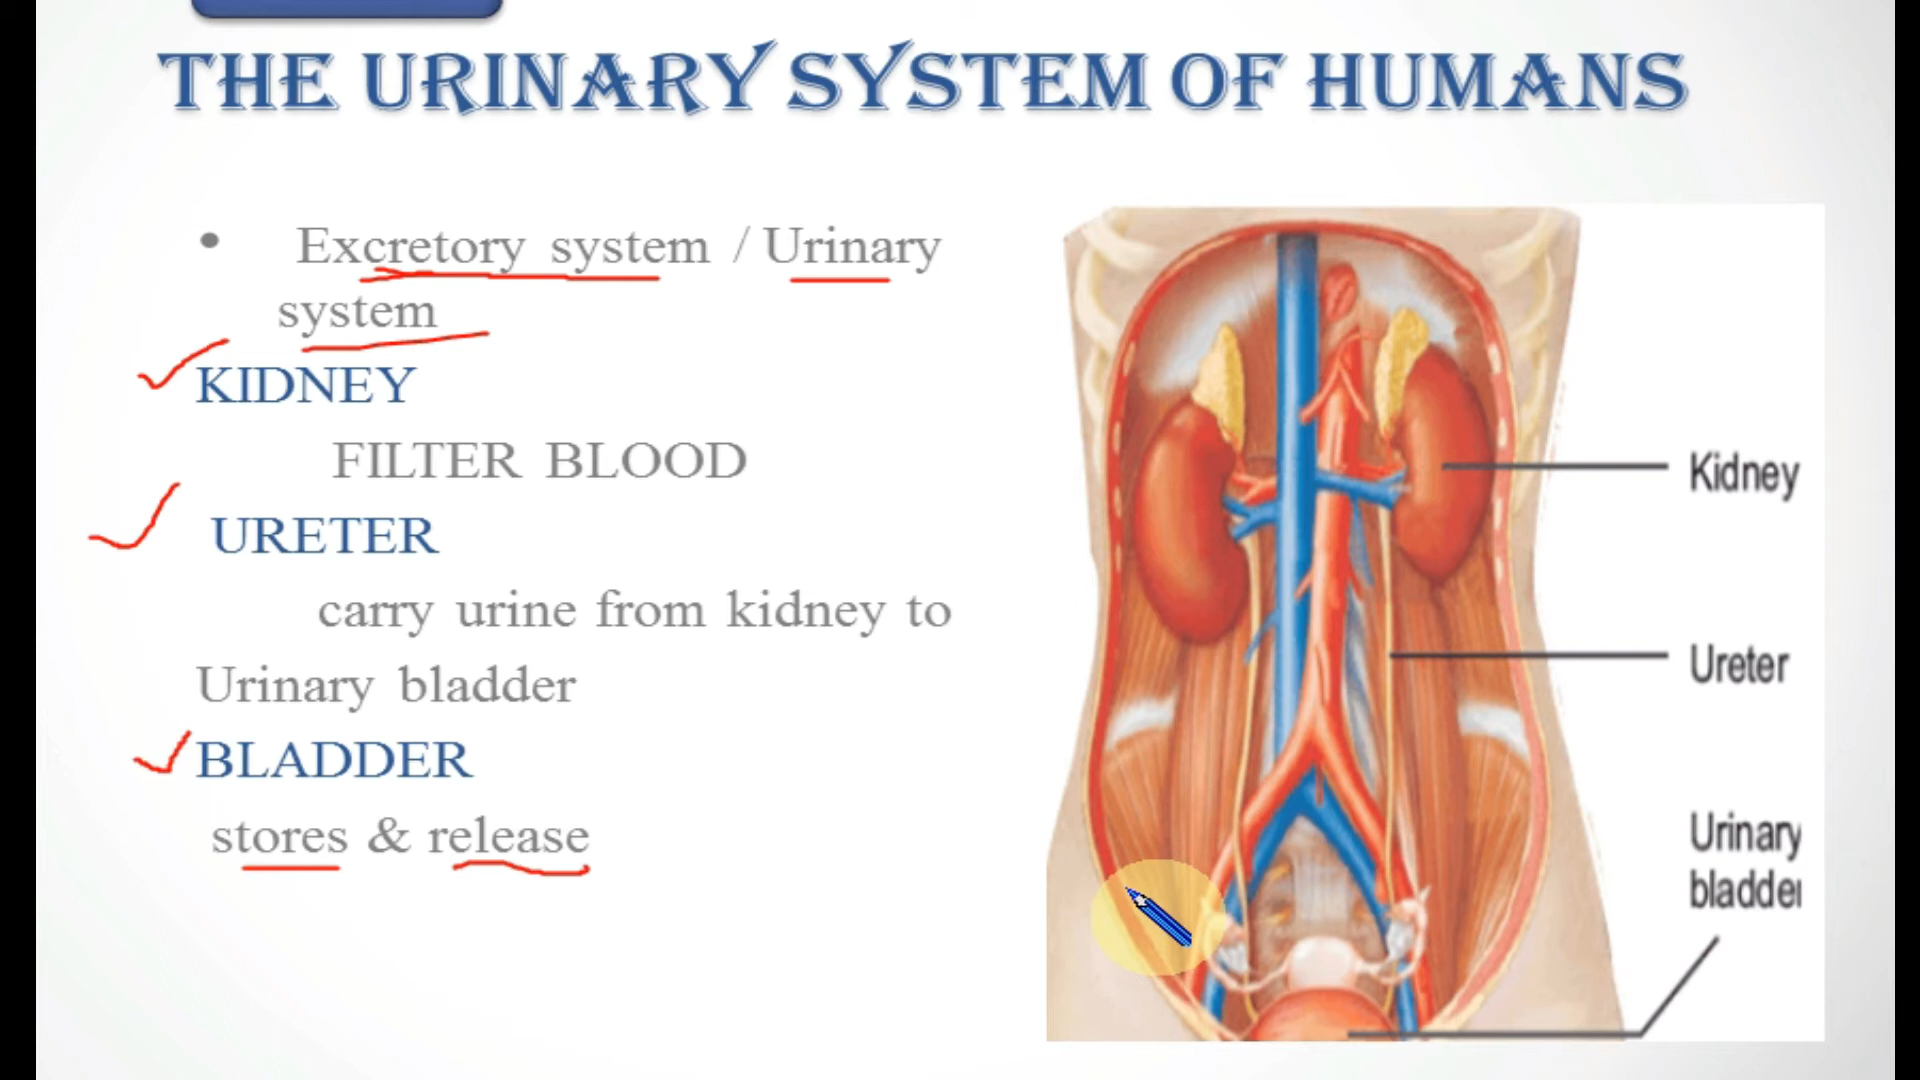 THE URINARY SYSTEM OF HUMANS
• Excretory system / Urinary
system
KIDNEY
FILTER BLOOD
URETER
carry urine from kidney to
Urinary bladder
BLADDER
stores & release
Kidney
Ureter
Urinary
bladder